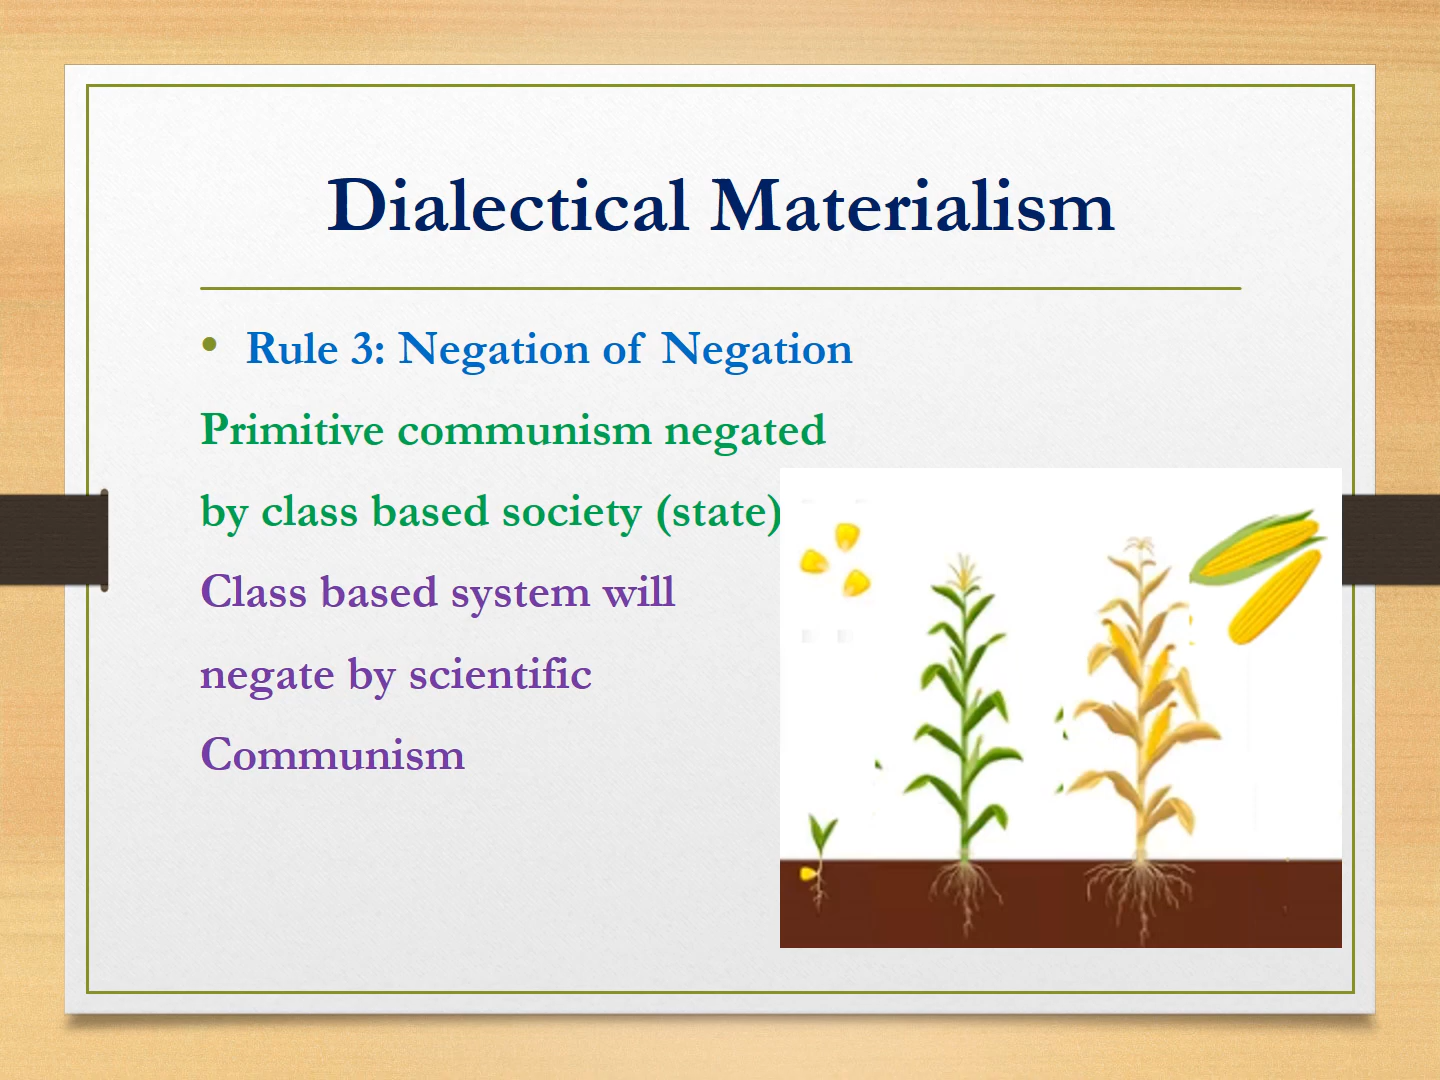 Dialectical Materialism
• Rule 3: Negation of Negation
Primitive communism negated
by class based society (state)
Class based system will
negate by scientific
Communism